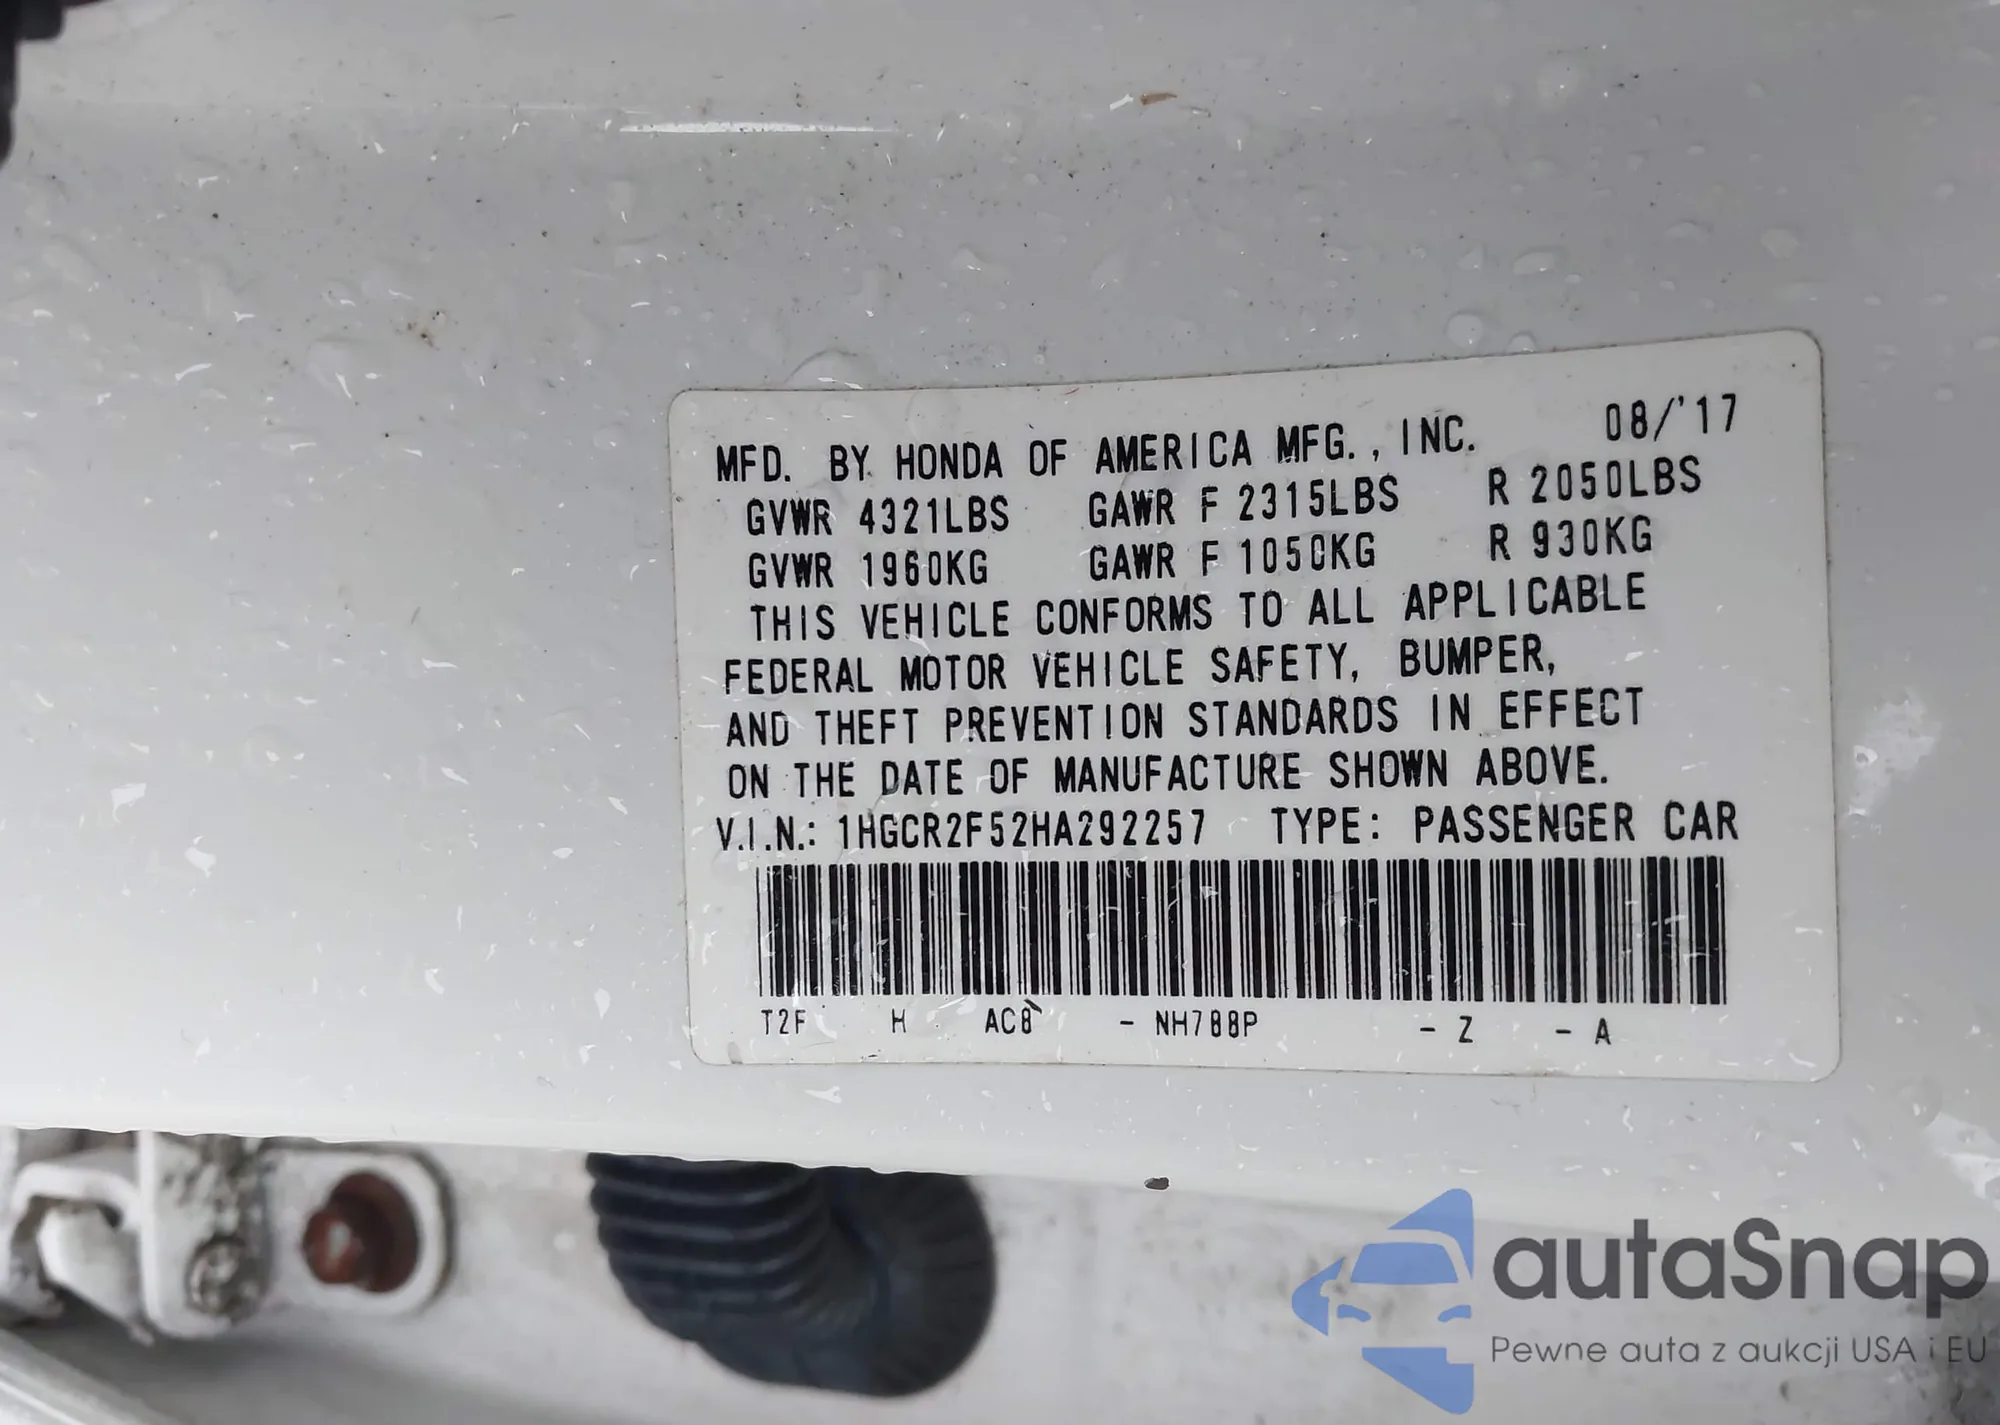 MFD. BY HONDA OF AMERICA MFG., INC. 08/'17
GVWR 4321LBS GAWR F 2315LBS R 2050LBS
GVWR 1960KG GAWR F 1050KG R 930KG
THIS VEHICLE CONFORMS TO ALL APPLICABLE
FEDERAL MOTOR VEHICLE SAFETY, BUMPER,
AND THEFT PREVENTION STANDARDS IN EFFECT
ON THE DATE OF MANUFACTURE SHOWN ABOVE.
V.I.N.: 1HGCR2F52HA292257 TYPE: PASSENGER CAR
T2F H AC8 - NH788P - Z - A
autaSnap
Pewne auta z aukcji USA i EU